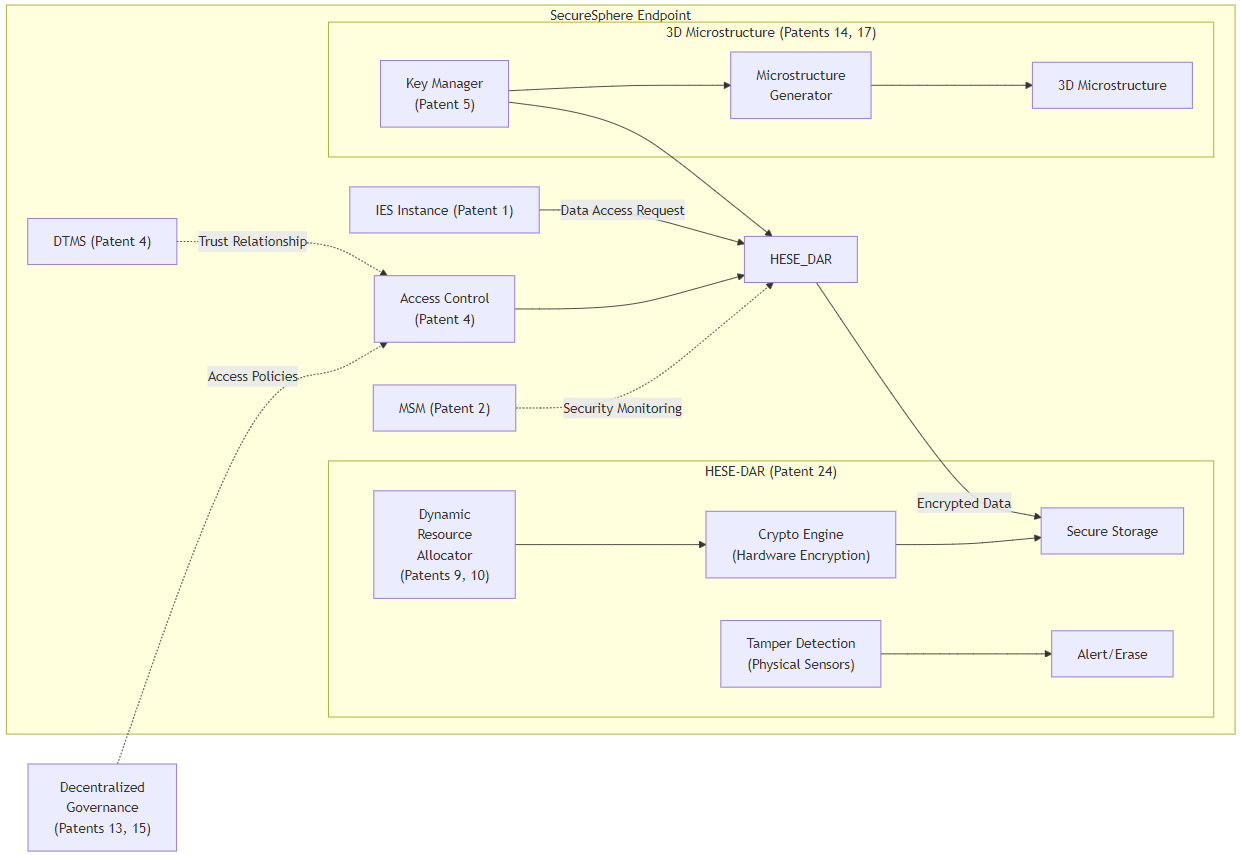 SecureSphere Endpoint
3D Microstructure (Patents 14, 17)
Key Manager
(Patent 5)
Microstructure
Generator
3D Microstructure
IES Instance (Patent 1)
Data Access Request
DTMS (Patent 4)
Trust Relationship
HESE_DAR
Access Control
(Patent 4)
Access Policies
MSM (Patent 2)
Security Monitoring
HESE-DAR (Patent 24)
Dynamic
Resource
Allocator
(Patents 9, 10)
Crypto Engine
(Hardware Encryption)
Encrypted Data
Secure Storage
Tamper Detection
(Physical Sensors)
Alert/Erase
Decentralized
Governance
(Patents 13, 15)